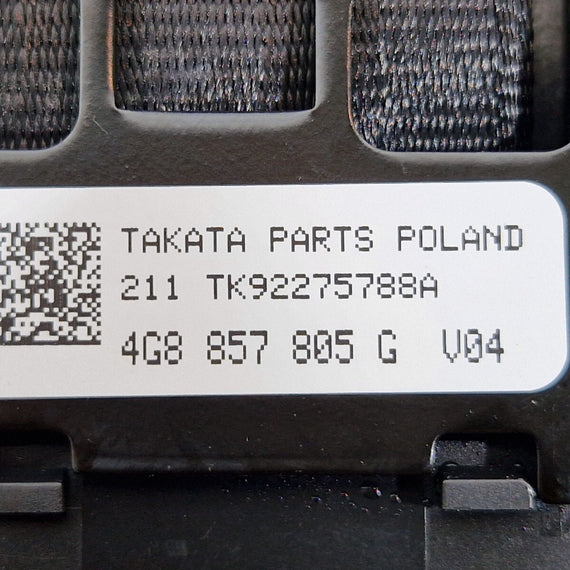 TAKATA PARTS POLAND
211 TK92275788A
4G8 857 805 G V04